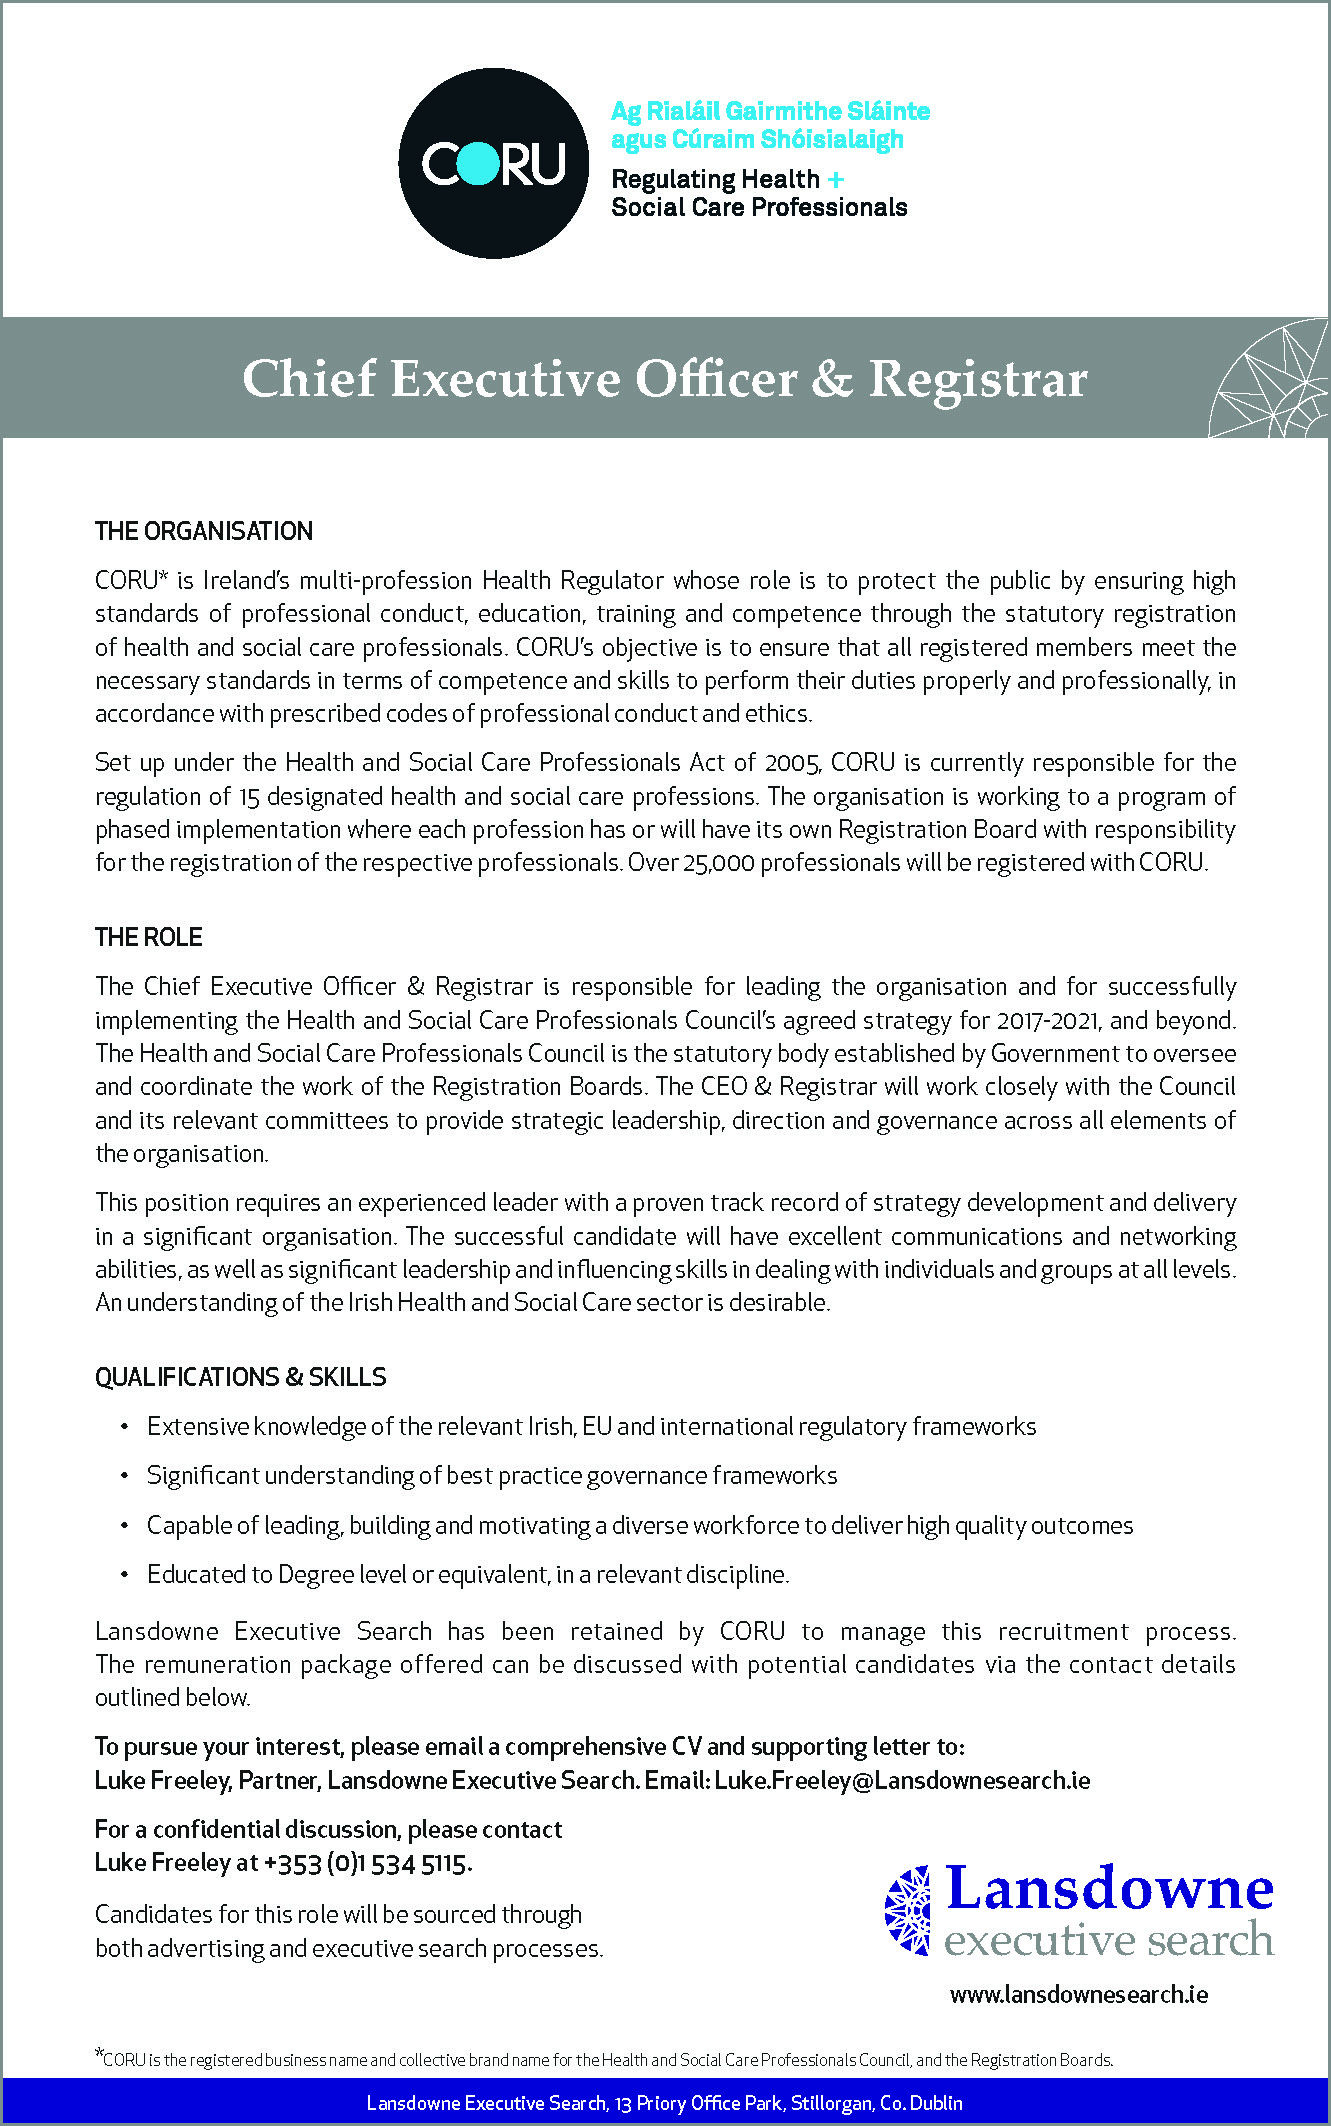 CORU
Ag Rialáil Gairmithe Sláinte
agus Cúraim Shóisialaigh
Regulating Health +
Social Care Professionals
Chief Executive Officer & Registrar
THE ORGANISATION
CORU* is Ireland's multi-profession Health Regulator whose role is to protect the public by ensuring high
standards of professional conduct, education, training and competence through the statutory registration
of health and social care professionals. CORU's objective is to ensure that all registered members meet the
necessary standards in terms of competence and skills to perform their duties properly and professionally, in
accordance with prescribed codes of professional conduct and ethics.
Set up under the Health and Social Care Professionals Act of 2005, CORU is currently responsible for the
regulation of 15 designated health and social care professions. The organisation is working to a program of
phased implementation where each profession has or will have its own Registration Board with responsibility
for the registration of the respective professionals. Over 25,000 professionals will be registered with CORU.
THE ROLE
The Chief Executive Officer & Registrar is responsible for leading the organisation and for successfully
implementing the Health and Social Care Professionals Council's agreed strategy for 2017-2021, and beyond.
The Health and Social Care Professionals Council is the statutory body established by Government to oversee
and coordinate the work of the Registration Boards. The CEO & Registrar will work closely with the Council
and its relevant committees to provide strategic leadership, direction and governance across all elements of
the organisation.
This position requires an experienced leader with a proven track record of strategy development and delivery
in a significant organisation. The successful candidate will have excellent communications and networking
abilities, as well as significant leadership and influencing skills in dealing with individuals and groups at all levels.
An understanding of the Irish Health and Social Care sector is desirable.
QUALIFICATIONS & SKILLS
• Extensive knowledge of the relevant Irish, EU and international regulatory frameworks
• Significant understanding of best practice governance frameworks
• Capable of leading, building and motivating a diverse workforce to deliver high quality outcomes
• Educated to Degree level or equivalent, in a relevant discipline.
Lansdowne Executive Search has been retained by CORU to manage this recruitment process.
The remuneration package offered can be discussed with potential candidates via the contact details
outlined below.
To pursue your interest, please email a comprehensive CV and supporting letter to:
Luke Freeley, Partner, Lansdowne Executive Search. Email: Luke.Freeley@Lansdownesearch.ie
For a confidential discussion, please contact
Luke Freeley at +353 (0)1 534 5115.
Candidates for this role will be sourced through
both advertising and executive search processes.
Lansdowne
executive search
www.lansdownesearch.ie
*CORU is the registered business name and collective brand name for the Health and Social Care Professionals Council, and the Registration Boards.
Lansdowne Executive Search, 13 Priory Office Park, Stillorgan, Co. Dublin